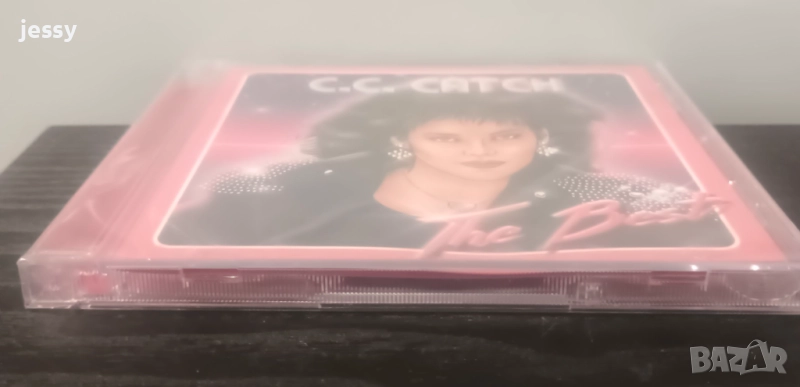 jessy
C.C. CATCH
The Best
BAZAR